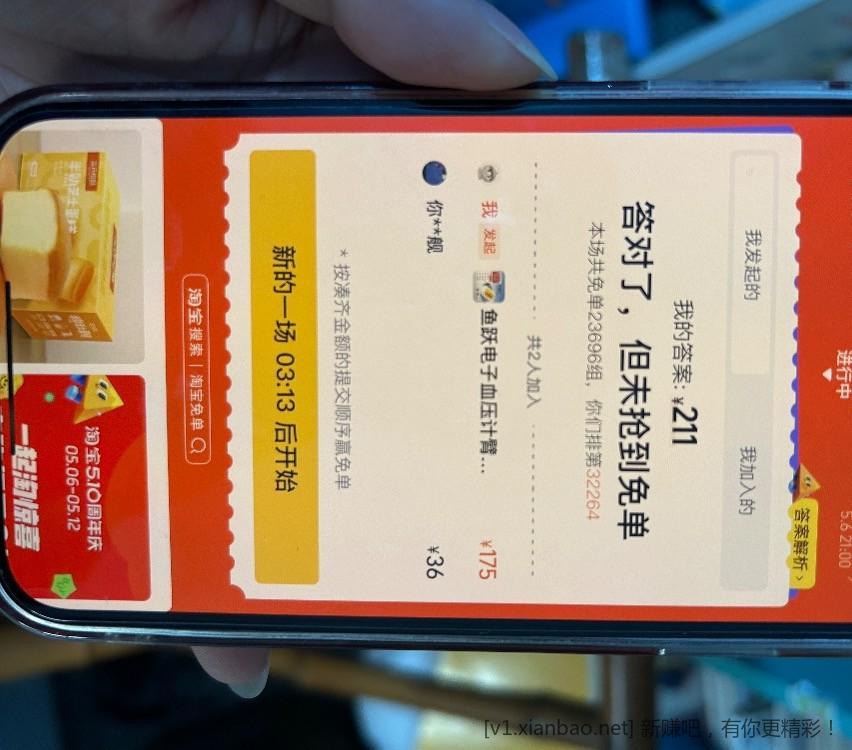 进行中
5.6 21:00
答案解析 >
我发起的
我加入的
我的答案: ¥211
答对了，但未抢到免单
本场共免单23696组，你们排第32264
共2人加入
我 发起 鱼跃电子血压计臂... ¥175
你**舰 ¥36
* 按凑齐金额的提交顺序赢免单
新的一场 03:13 后开始
淘宝搜索 | 淘宝免单
淘宝5.10周年庆
05.06-05.12
一起淘惊喜
[v1.xianbao.net] 新赚吧，有你更精彩！